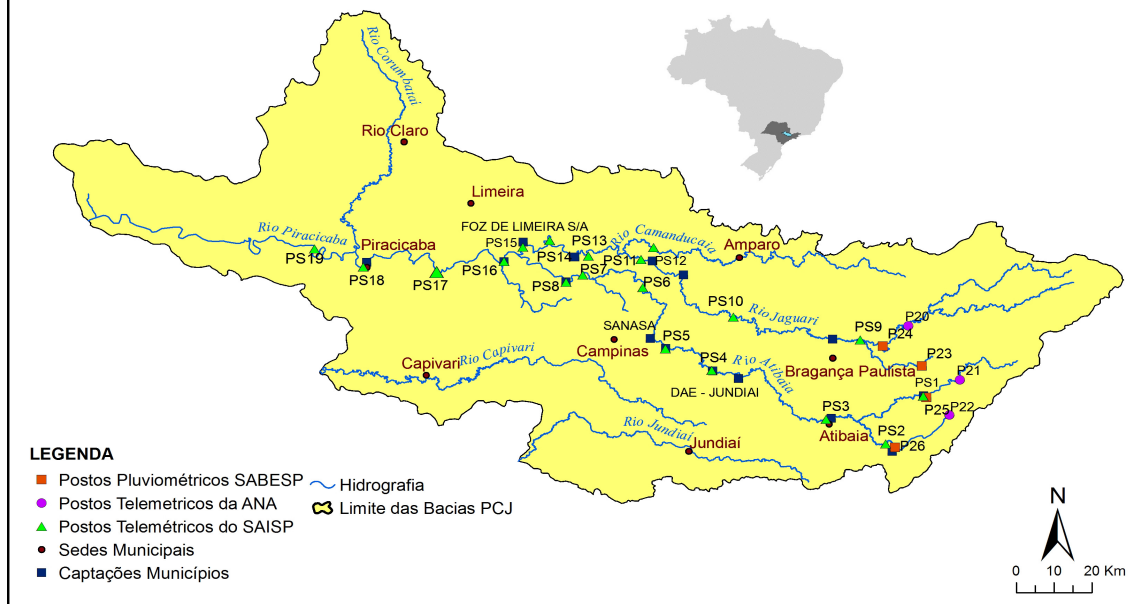 Rio Corumbataí
Rio Claro
Limeira
FOZ DE LIMEIRA S/A
Rio Camanducaia
Amparo
Rio Piracicaba
Piracicaba
PS15
PS13
PS14
PS11
PS12
PS19
PS16
PS7
PS18
PS17
PS8
PS6
PS10
Rio Jaguari
P20
PS9
P24
SANASA
PS5
Campinas
Rio Capivari
Capivari
PS4
Rio Atibaia
Bragança Paulista
P23
P21
DAE - JUNDIAI
PS1
P25
P22
PS3
Atibaia
PS2
P26
Rio Jundiaí
Jundiaí
LEGENDA
Postos Pluviométricos SABESP
Postos Telemetricos da ANA
Postos Telemétricos do SAISP
Sedes Municipais
Captações Municípios
Hidrografia
Limite das Bacias PCJ
N
0 10 20 Km